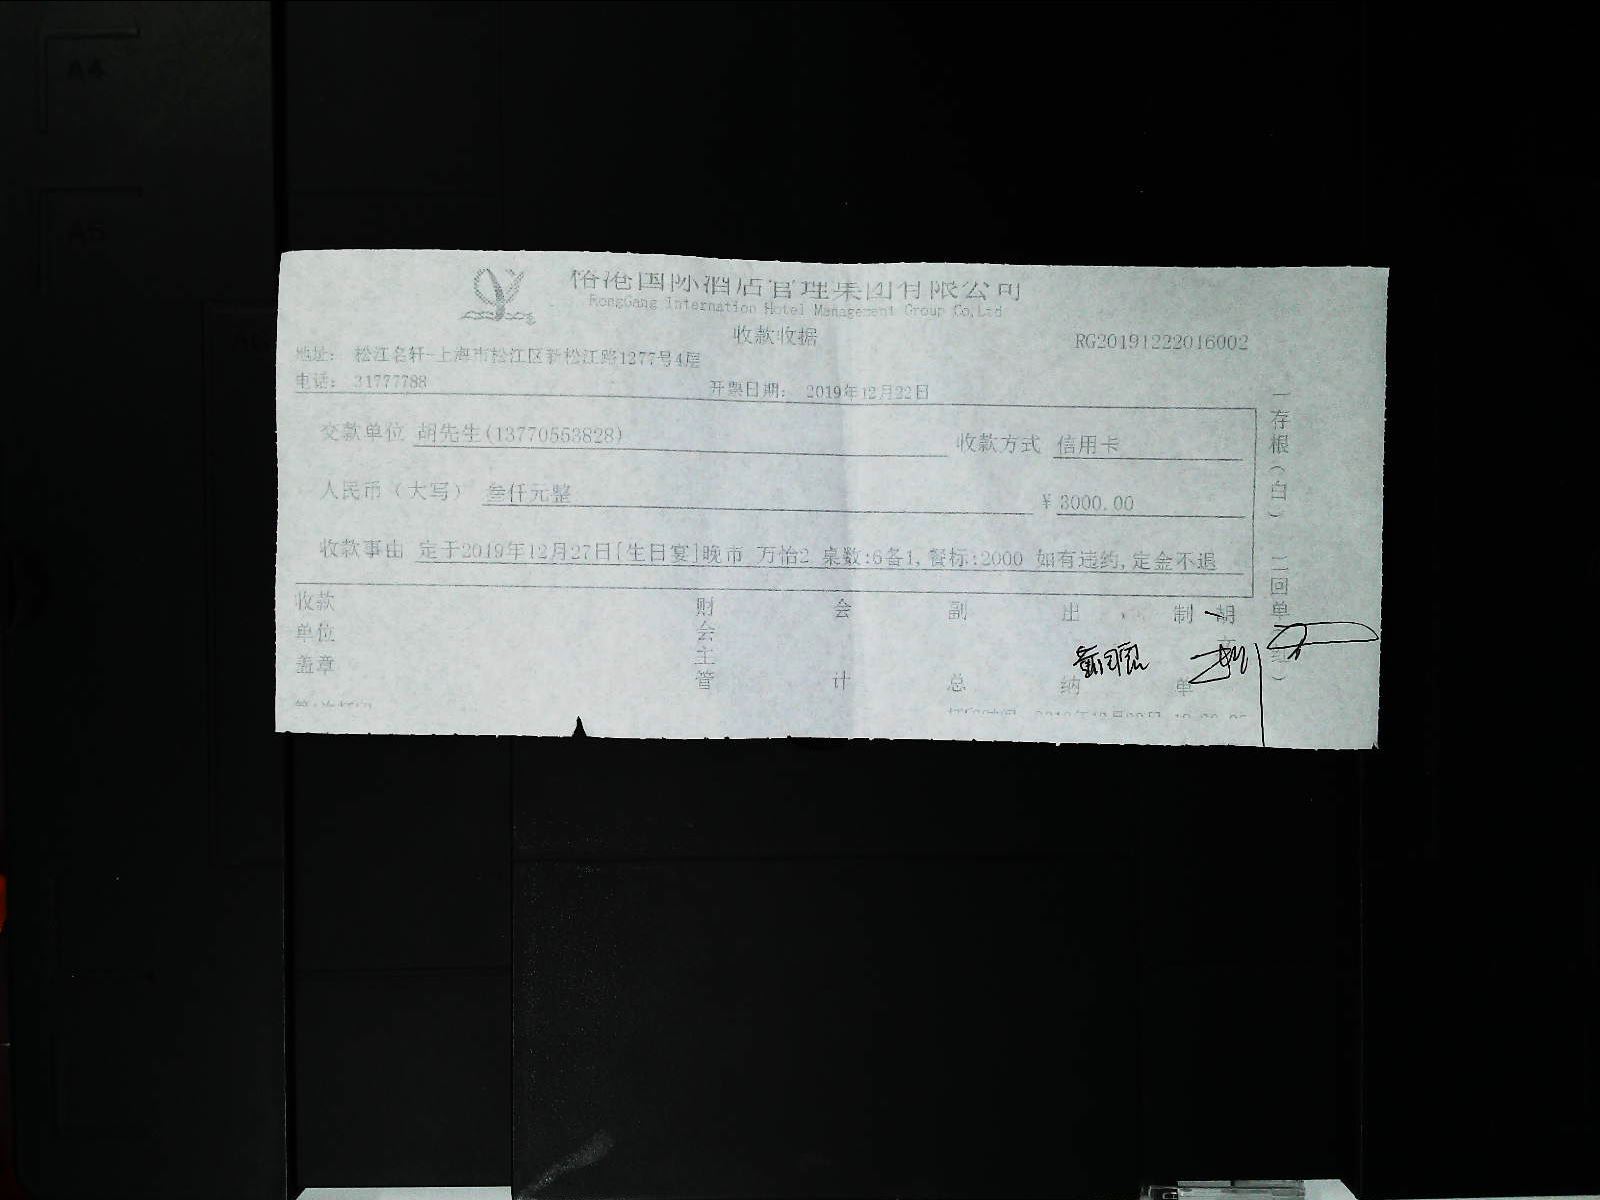 A4
A5
港国际酒店管理集团有限公司
RongGang Internation Hotel Management Group Co,Ltd
收款收据
RG20191222016002
地址： 松江名轩-上海市松江区新松江路1277号4层
电话： 31777788
开票日期： 2019年12月22日
交款单位 胡先生(13770553828)
收款方式 信用卡
人民币（大写） 叁仟元整
¥ 3000.00
收款事由 定于2019年12月27日[生日宴]晚市 万怡2 桌数:6备1,餐标:2000 如有违约,定金不退
收款单位盖章
财会主管
会计
副总
出纳
制单
胡
一存根（白） 二回单